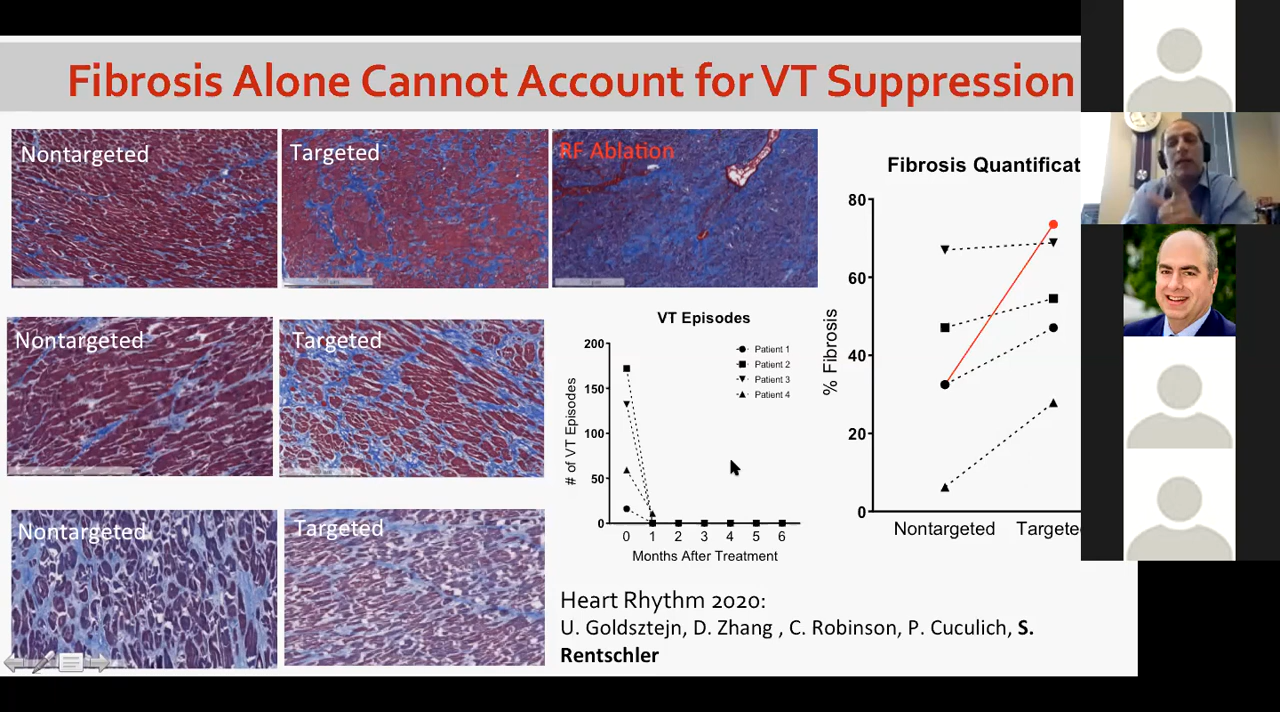 Fibrosis Alone Cannot Account for VT Suppression
Nontargeted
Targeted
RF Ablation
Nontargeted
Targeted
Nontargeted
Targeted
VT Episodes
# of VT Episodes
200
150
100
50
0
Patient 1
Patient 2
Patient 3
Patient 4
0 1 2 3 4 5 6
Months After Treatment
Fibrosis Quantificat
% Fibrosis
80
60
40
20
0
Nontargeted Targeted
Heart Rhythm 2020:
U. Goldsztejn, D. Zhang , C. Robinson, P. Cuculich, S.
Rentschler